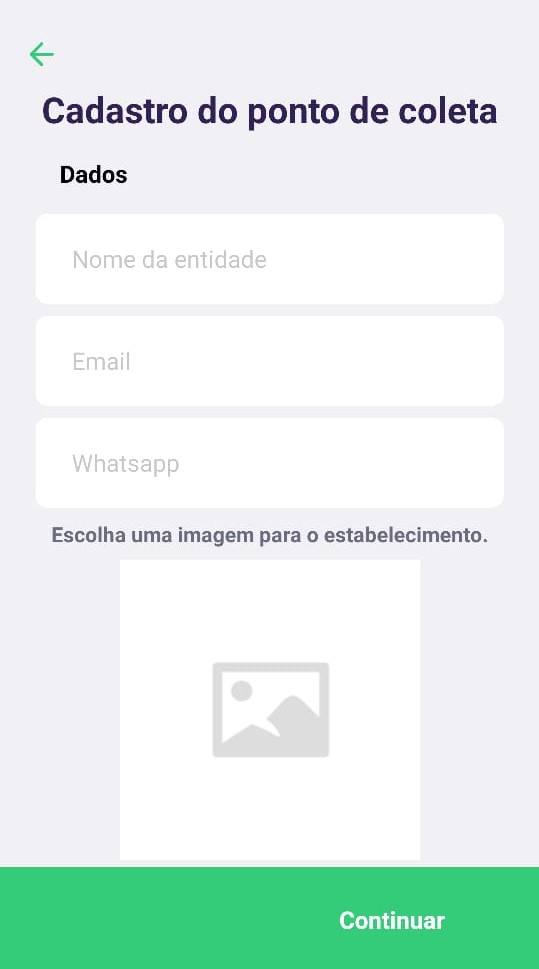 Cadastro do ponto de coleta
Dados
Nome da entidade
Email
Whatsapp
Escolha uma imagem para o estabelecimento.
Continuar